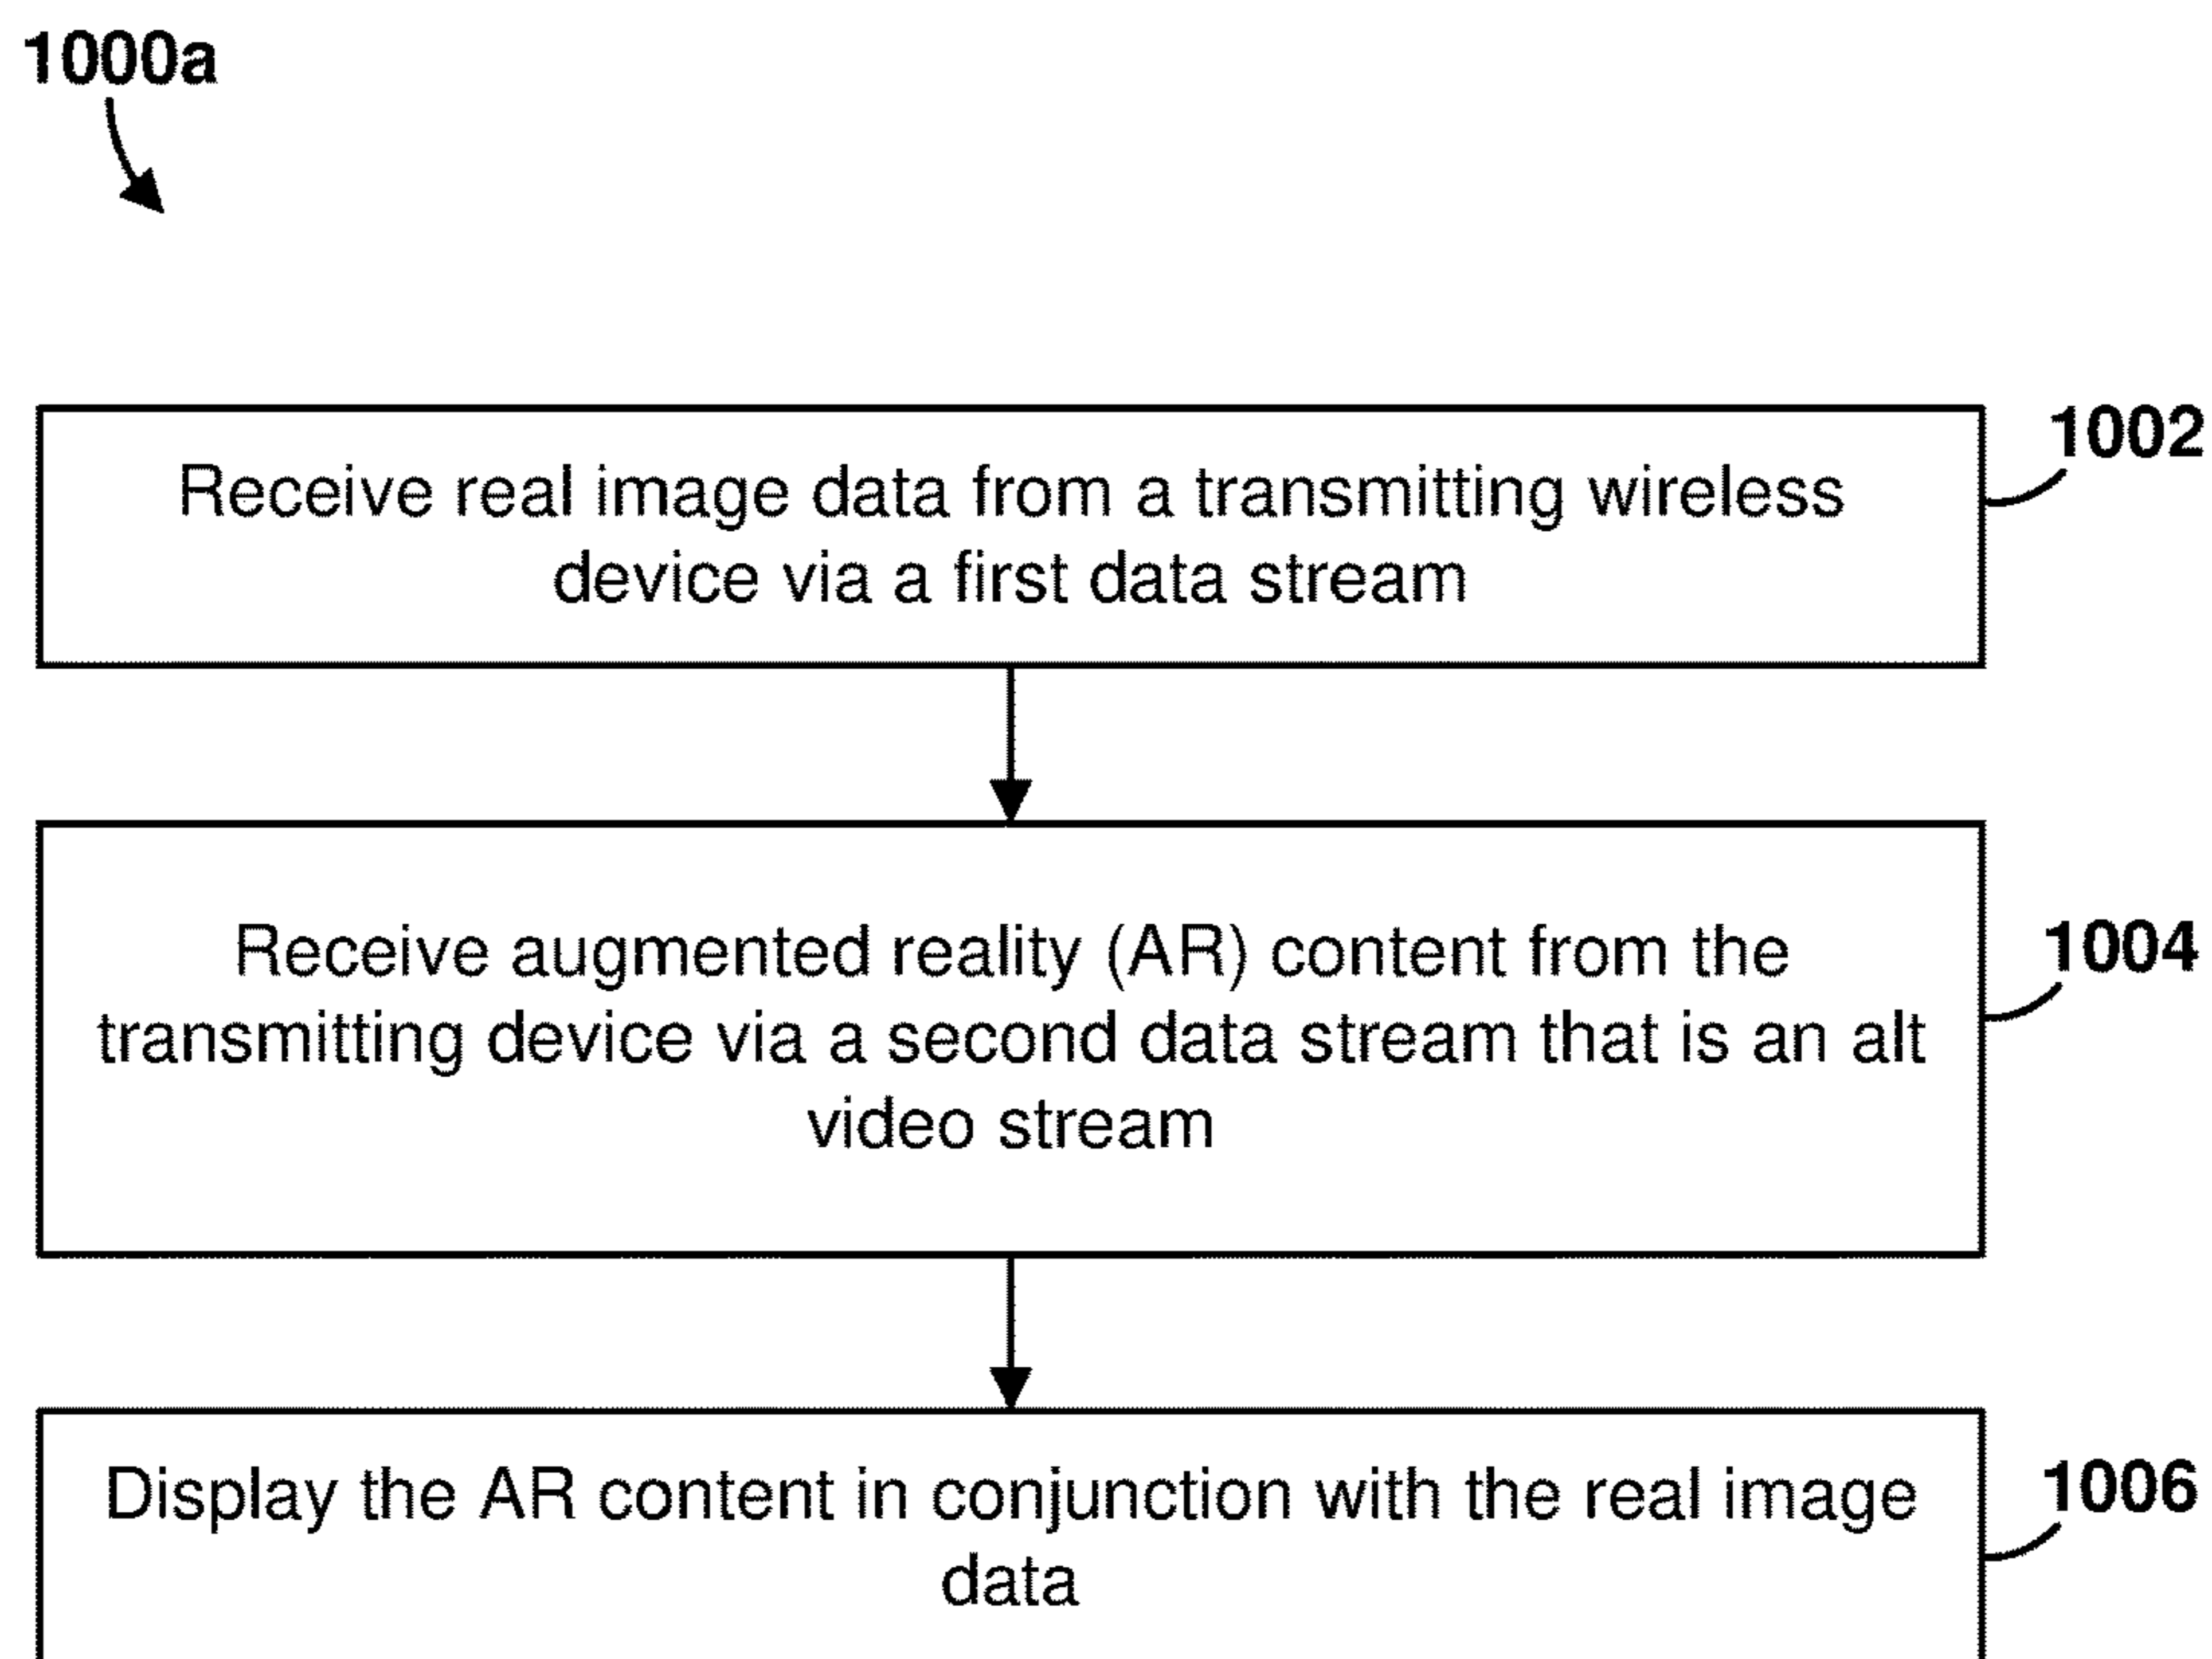 1000a
1002
Receive real image data from a transmitting wireless
device via a first data stream
1004
Receive augmented reality (AR) content from the
transmitting device via a second data stream that is an alt
video stream
1006
Display the AR content in conjunction with the real image
data